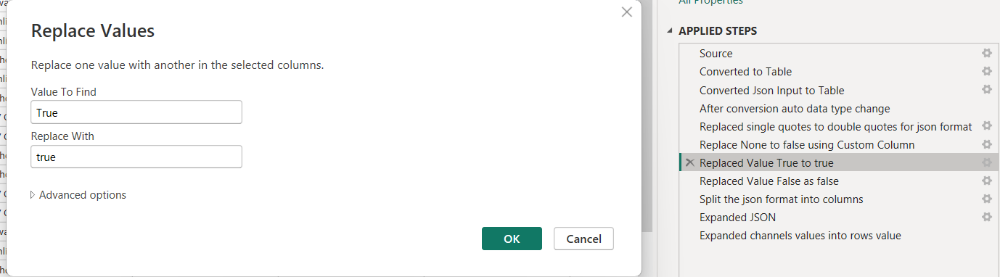 All Properties
Replace Values
APPLIED STEPS
Replace one value with another in the selected columns.
Value To Find
True
Replace With
true
Advanced options
OK
Cancel
Source
Converted to Table
Converted Json Input to Table
After conversion auto data type change
Replaced single quotes to double quotes for json format
Replace None to false using Custom Column
Replaced Value True to true
Replaced Value False as false
Split the json format into columns
Expanded JSON
Expanded channels values into rows value